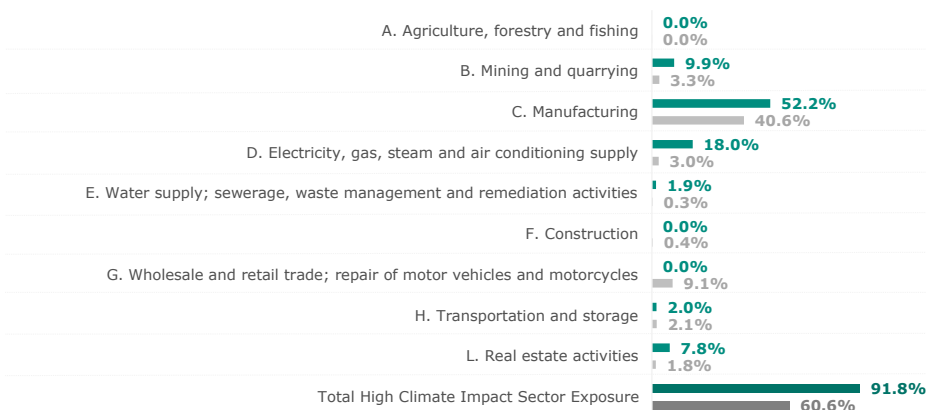 A. Agriculture, forestry and fishing
0.0%
0.0%
B. Mining and quarrying
9.9%
3.3%
C. Manufacturing
52.2%
40.6%
D. Electricity, gas, steam and air conditioning supply
18.0%
3.0%
E. Water supply; sewerage, waste management and remediation activities
1.9%
0.3%
F. Construction
0.0%
0.4%
G. Wholesale and retail trade; repair of motor vehicles and motorcycles
0.0%
9.1%
H. Transportation and storage
2.0%
2.1%
L. Real estate activities
7.8%
1.8%
Total High Climate Impact Sector Exposure
91.8%
60.6%